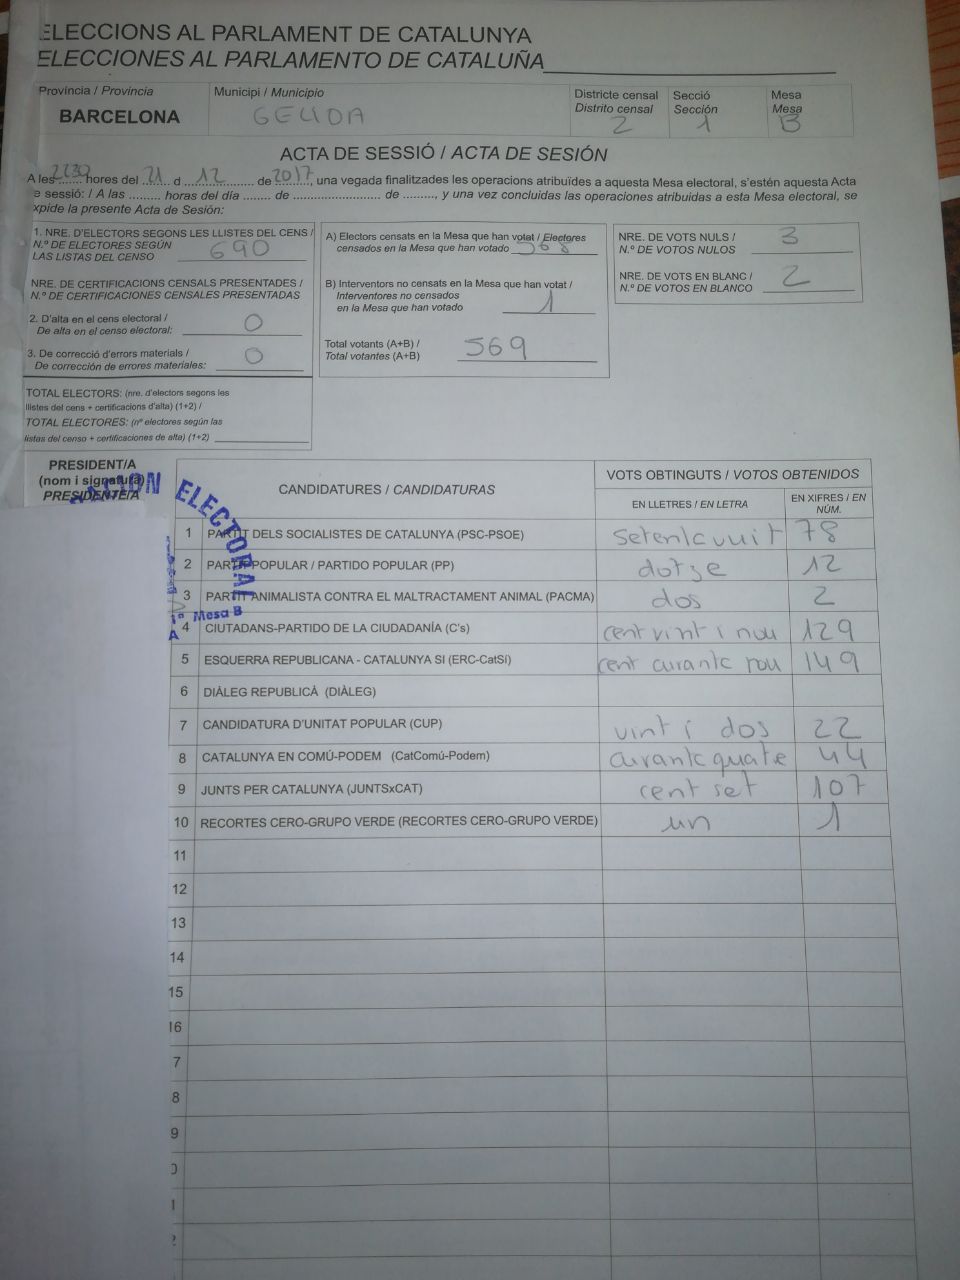 ELECCIONS AL PARLAMENT DE CATALUNYA
ELECCIONES AL PARLAMENTO DE CATALUÑA
Província / Provincia
BARCELONA
Municipi / Municipio
GELIDA
Districte censal
Distrito censal
2
Secció
Sección
1
Mesa
Mesa
B
ACTA DE SESSIÓ / ACTA DE SESIÓN
A les 2230 hores del 21 d 12 de 2017, una vegada finalitzades les operacions atribuïdes a aquesta Mesa electoral, s'estén aquesta Acta
e sessió: / A las ......... horas del día ....... de ........................ de ........., y una vez concluidas las operaciones atribuidas a esta Mesa electoral, se
xpide la presente Acta de Sesión:
1. NRE. D'ELECTORS SEGONS LES LLISTES DEL CENS /
N.º DE ELECTORES SEGÚN
LAS LISTAS DEL CENSO 690
NRE. DE CERTIFICACIONS CENSALS PRESENTADES /
N.º DE CERTIFICACIONES CENSALES PRESENTADAS
2. D'alta en el cens electoral /
De alta en el censo electoral: 0
3. De correcció d'errors materials /
De corrección de errores materiales: 0
TOTAL ELECTORS: (nre. d'electors segons les
llistes del cens + certificacions d'alta) (1+2) /
TOTAL ELECTORES: (nº electores según las
listas del censo + certificaciones de alta) (1+2)
A) Electors censats en la Mesa que han votat / Electores
censados en la Mesa que han votado 568
B) Interventors no censats en la Mesa que han votat /
Interventores no censados
en la Mesa que han votado 1
Total votants (A+B) /
Total votantes (A+B) 569
NRE. DE VOTS NULS /
N.º DE VOTOS NULOS 3
NRE. DE VOTS EN BLANC /
N.º DE VOTOS EN BLANCO 2
PRESIDENT/A
(nom i signatura)
PRESIDENTE/A
ELECTORAL
Mesa B
CANDIDATURES / CANDIDATURAS
VOTS OBTINGUTS / VOTOS OBTENIDOS
EN LLETRES / EN LETRA
EN XIFRES / EN
NÚM.
1 PARTIT DELS SOCIALISTES DE CATALUNYA (PSC-PSOE) setentavuit 78
2 PARTIT POPULAR / PARTIDO POPULAR (PP) dotze 12
3 PARTIT ANIMALISTA CONTRA EL MALTRACTAMENT ANIMAL (PACMA) dos 2
4 CIUTADANS-PARTIDO DE LA CIUDADANÍA (C's) cent vint i nou 129
5 ESQUERRA REPUBLICANA - CATALUNYA SI (ERC-CatSí) cent curanta nou 149
6 DIÀLEG REPUBLICÀ (DIÀLEG)
7 CANDIDATURA D'UNITAT POPULAR (CUP) vint i dos 22
8 CATALUNYA EN COMÚ-PODEM (CatComú-Podem) curanta quatre 44
9 JUNTS PER CATALUNYA (JUNTSxCAT) cent set 107
10 RECORTES CERO-GRUPO VERDE (RECORTES CERO-GRUPO VERDE) un 1
11
12
13
14
15
16
7
8
9
0
1
2